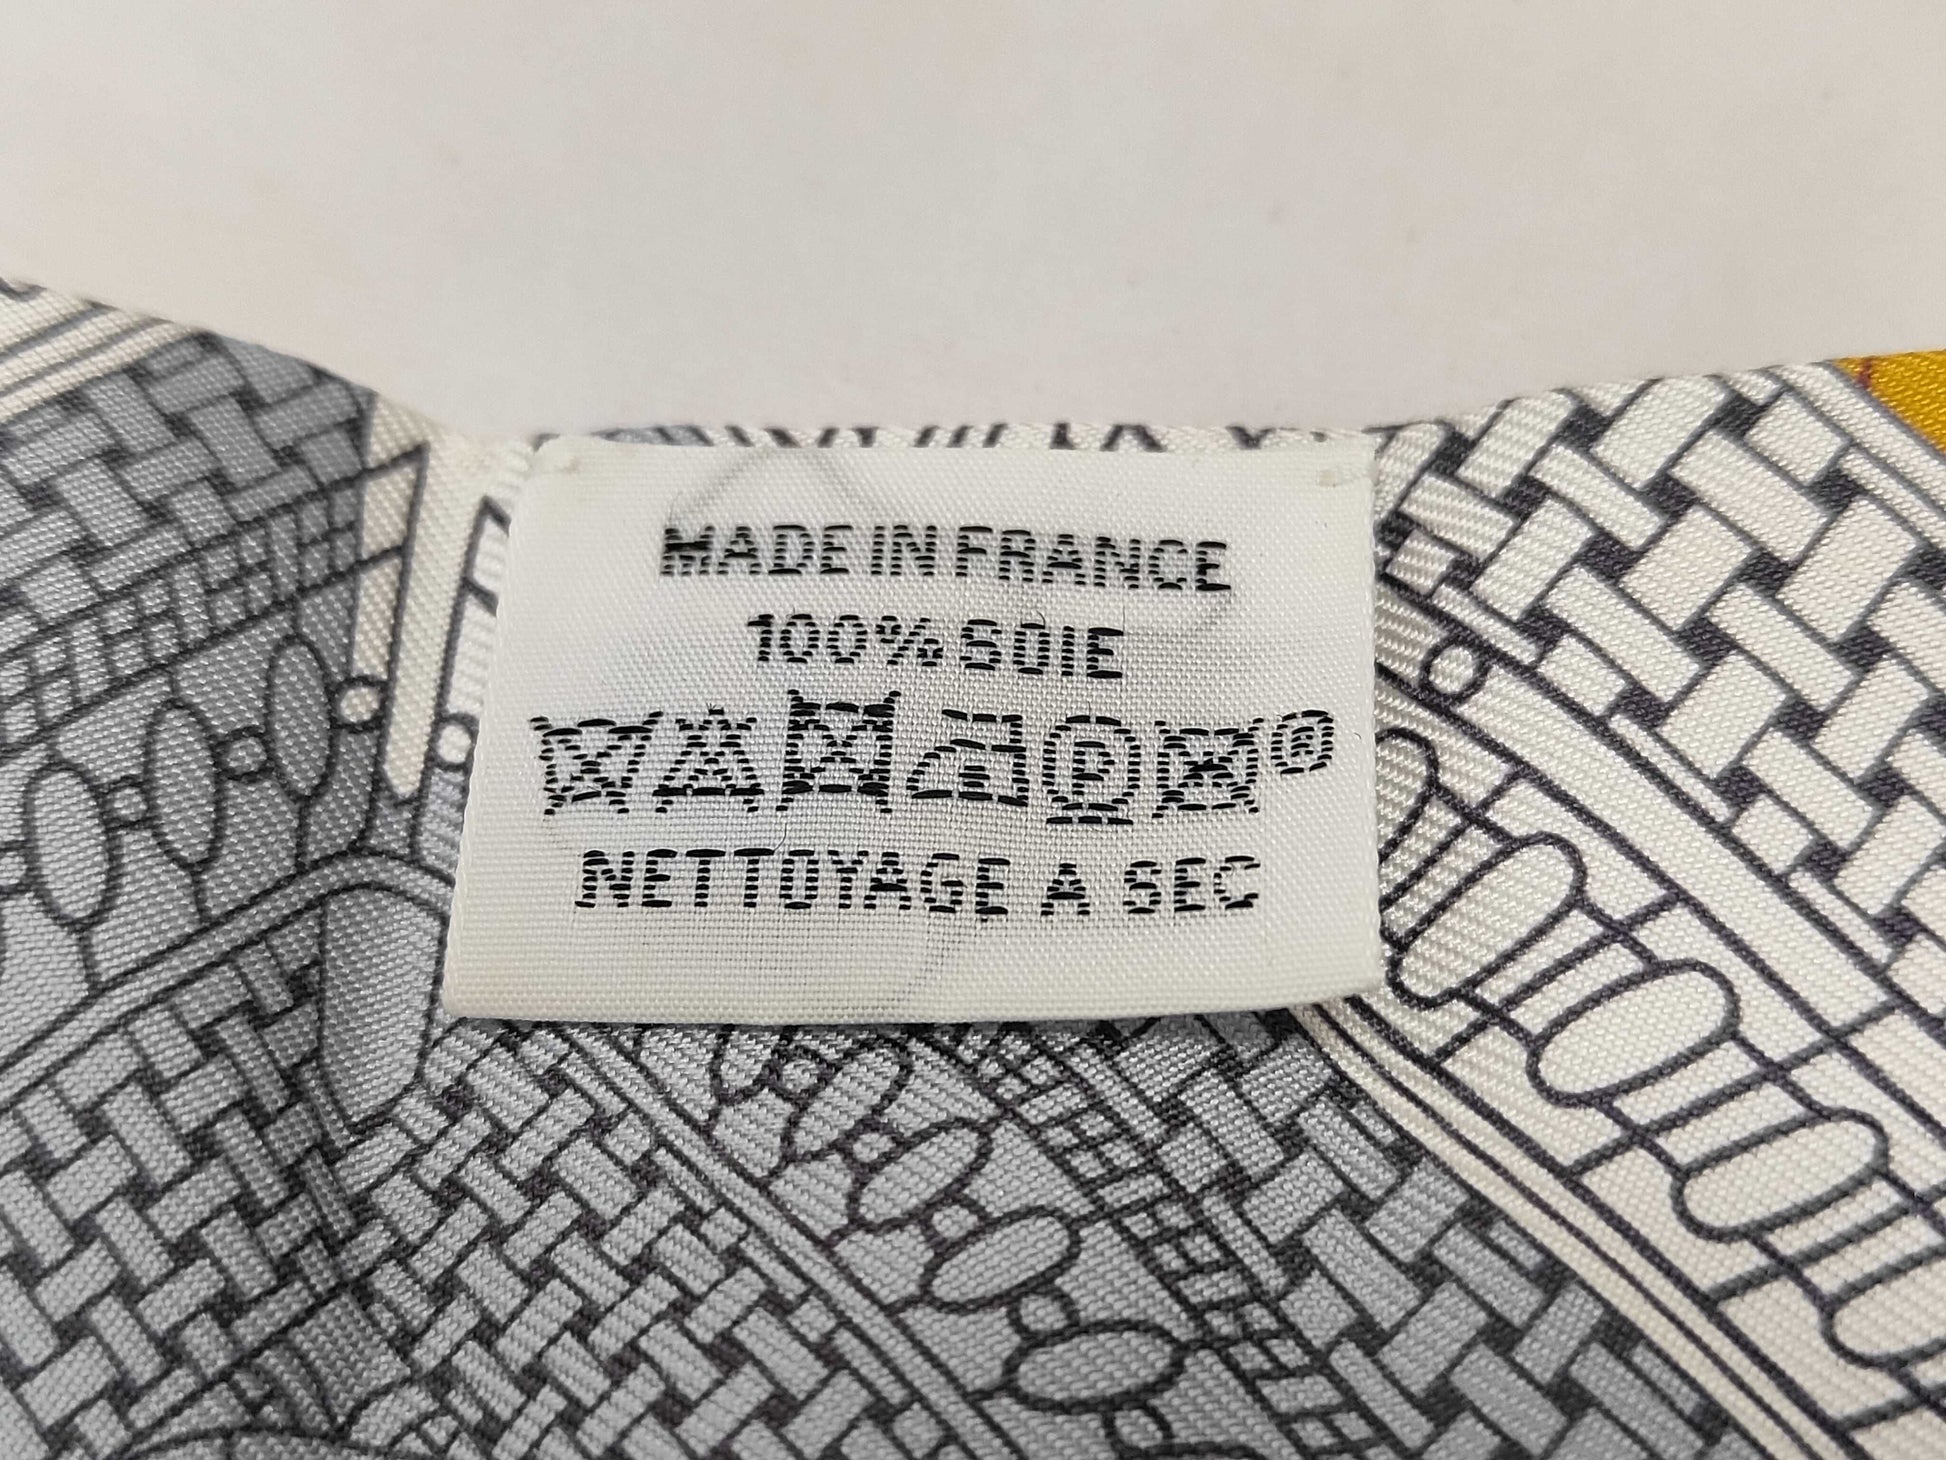 MADE IN FRANCE
100% SOIE
P ®
NETTOYAGE A SEC